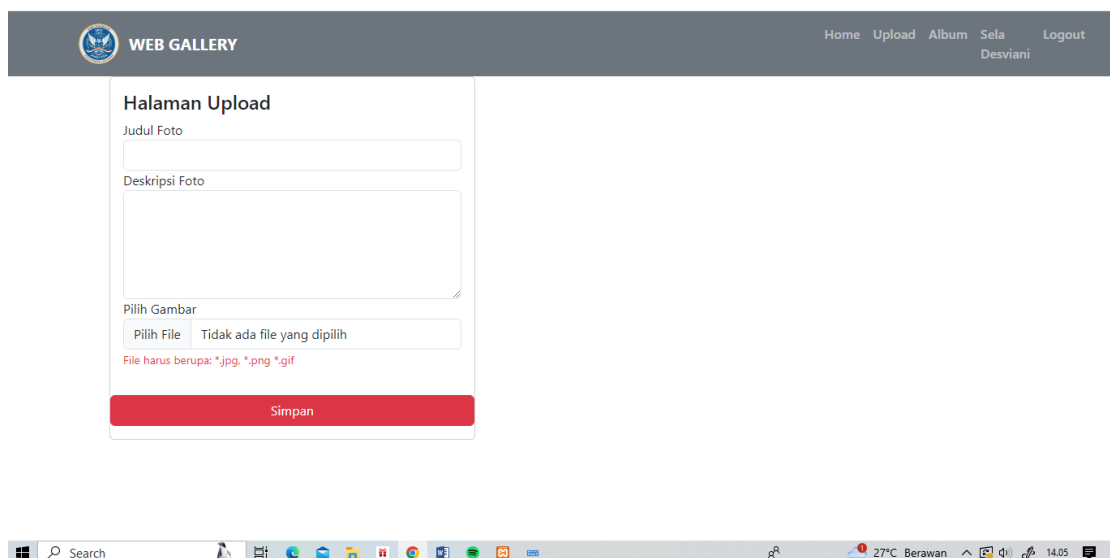 WEB GALLERY
Home Upload Album Sela Desviani Logout
Halaman Upload
Judul Foto
Deskripsi Foto
Pilih Gambar
Pilih File Tidak ada file yang dipilih
File harus berupa: *.jpg, *.png *.gif
Simpan
Search
27°C Berawan
14.05